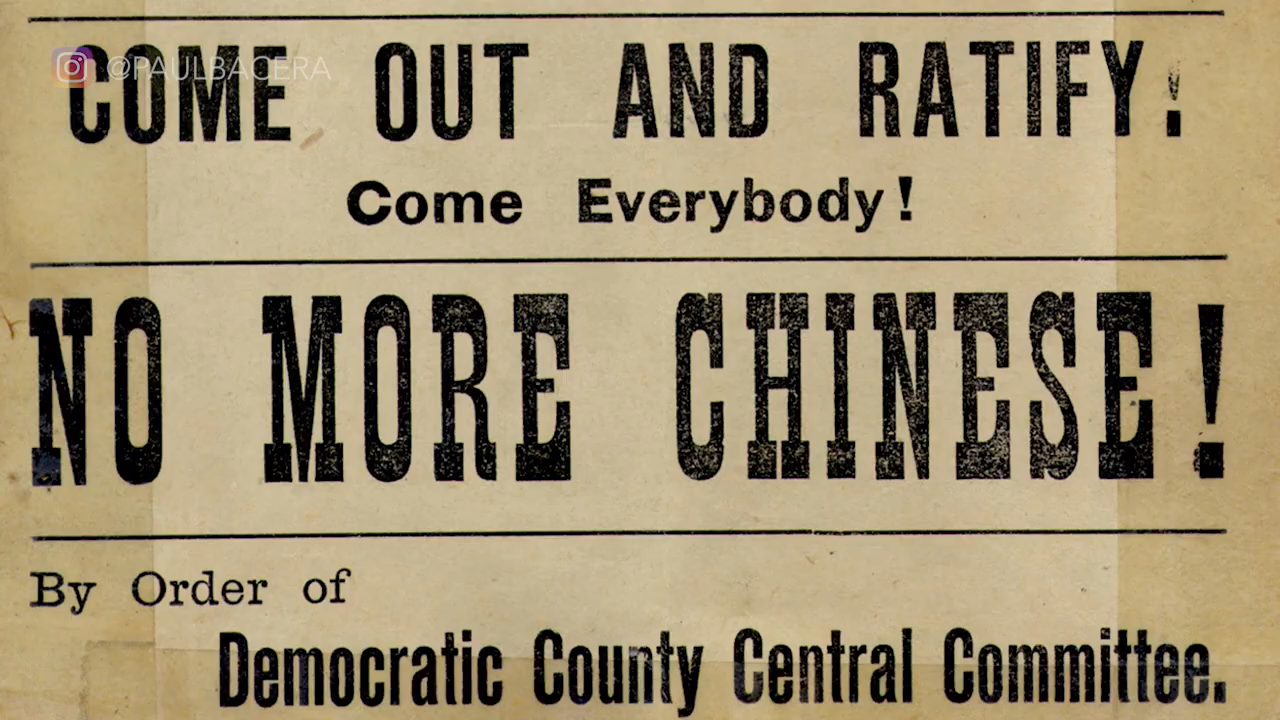 @PAULBACERA
COME OUT AND RATIFY!
Come Everybody!
NO MORE CHINESE!
By Order of
Democratic County Central Committee.